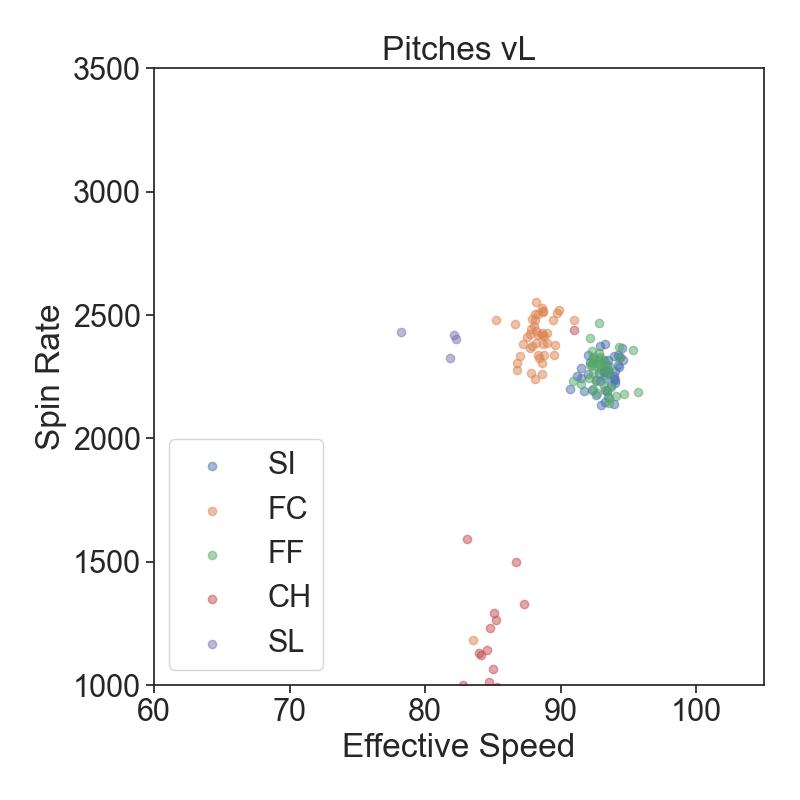 Pitches vL
3500
3000
2500
2000
1500
1000
Spin Rate
SI
FC
FF
CH
SL
60 70 80 90 100
Effective Speed